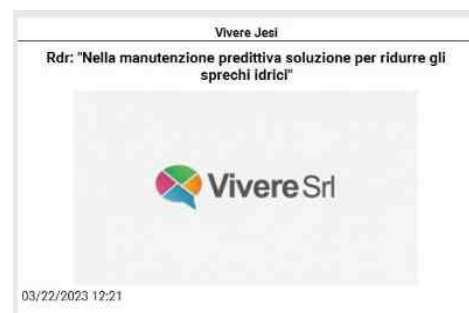 Vivere Jesi
Rdr: "Nella manutenzione predittiva soluzione per ridurre gli
sprechi idrici"
Vivere Srl
03/22/2023 12:21